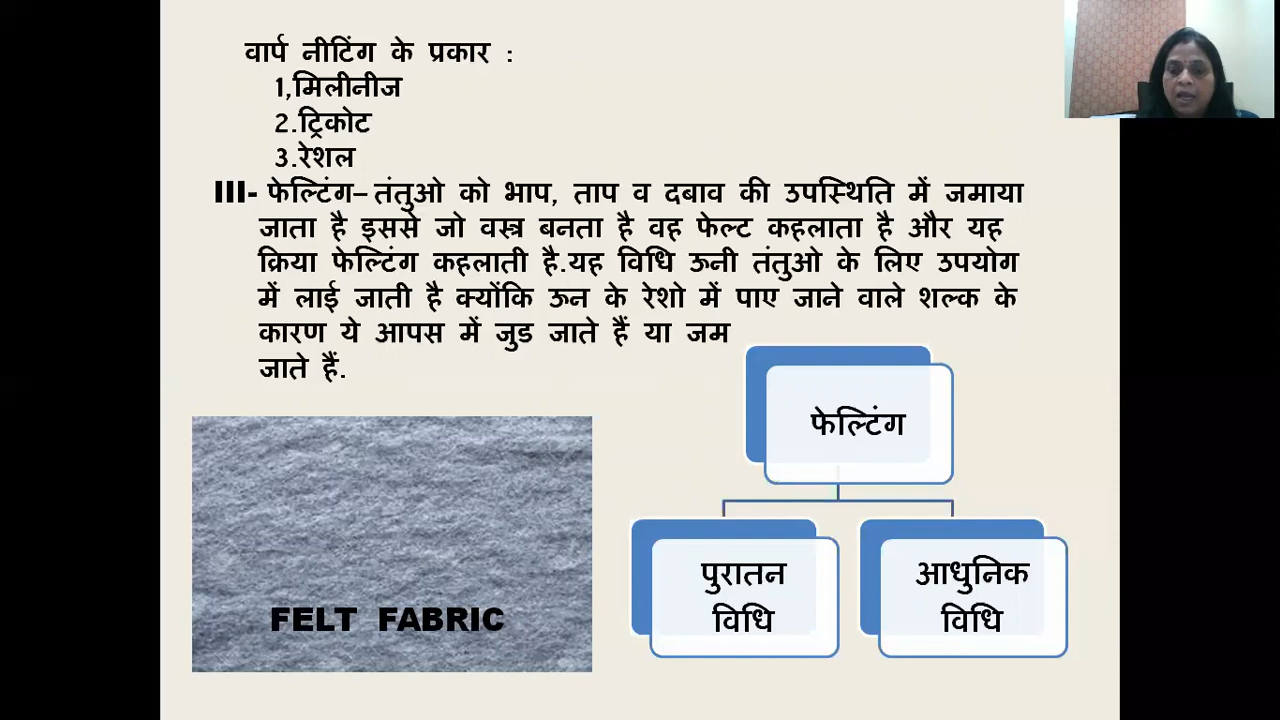 वार्प नीटिंग के प्रकार :
1,मिलीनीज
2.ट्रिकोट
3.रेशल
III- फेल्टिंग– तंतुओ को भाप, ताप व दबाव की उपस्थिति में जमाया
जाता है इससे जो वस्त्र बनता है वह फेल्ट कहलाता है और यह
क्रिया फेल्टिंग कहलाती है.यह विधि ऊनी तंतुओ के लिए उपयोग
में लाई जाती है क्योंकि ऊन के रेशो में पाए जाने वाले शल्क के
कारण ये आपस में जुड जाते हैं या जम
जाते हैं.
फेल्टिंग
पुरातन
विधि
आधुनिक
विधि
FELT FABRIC